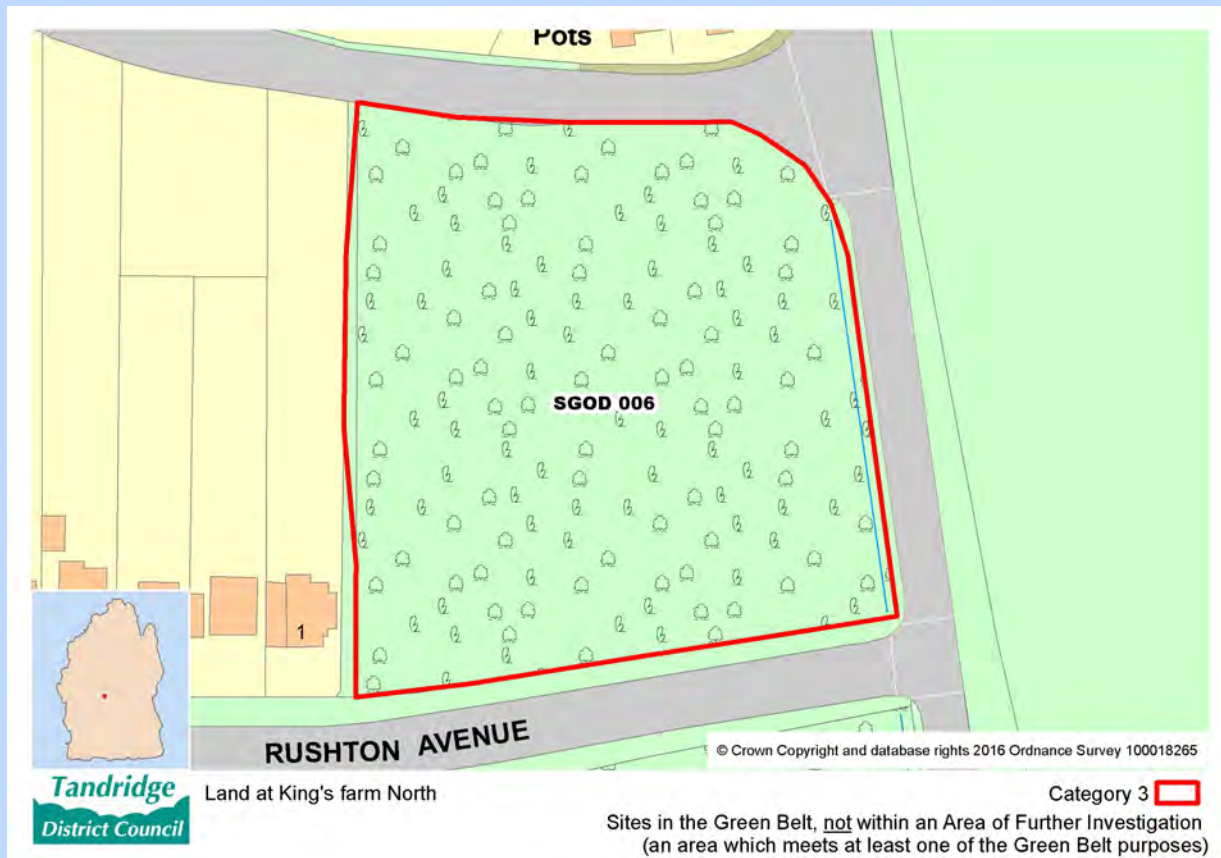 Pots
SGOD 006
1
RUSHTON AVENUE
© Crown Copyright and database rights 2016 Ordnance Survey 100018265
Tandridge
District Council
Land at King's farm North
Category 3
Sites in the Green Belt, not within an Area of Further Investigation
(an area which meets at least one of the Green Belt purposes)